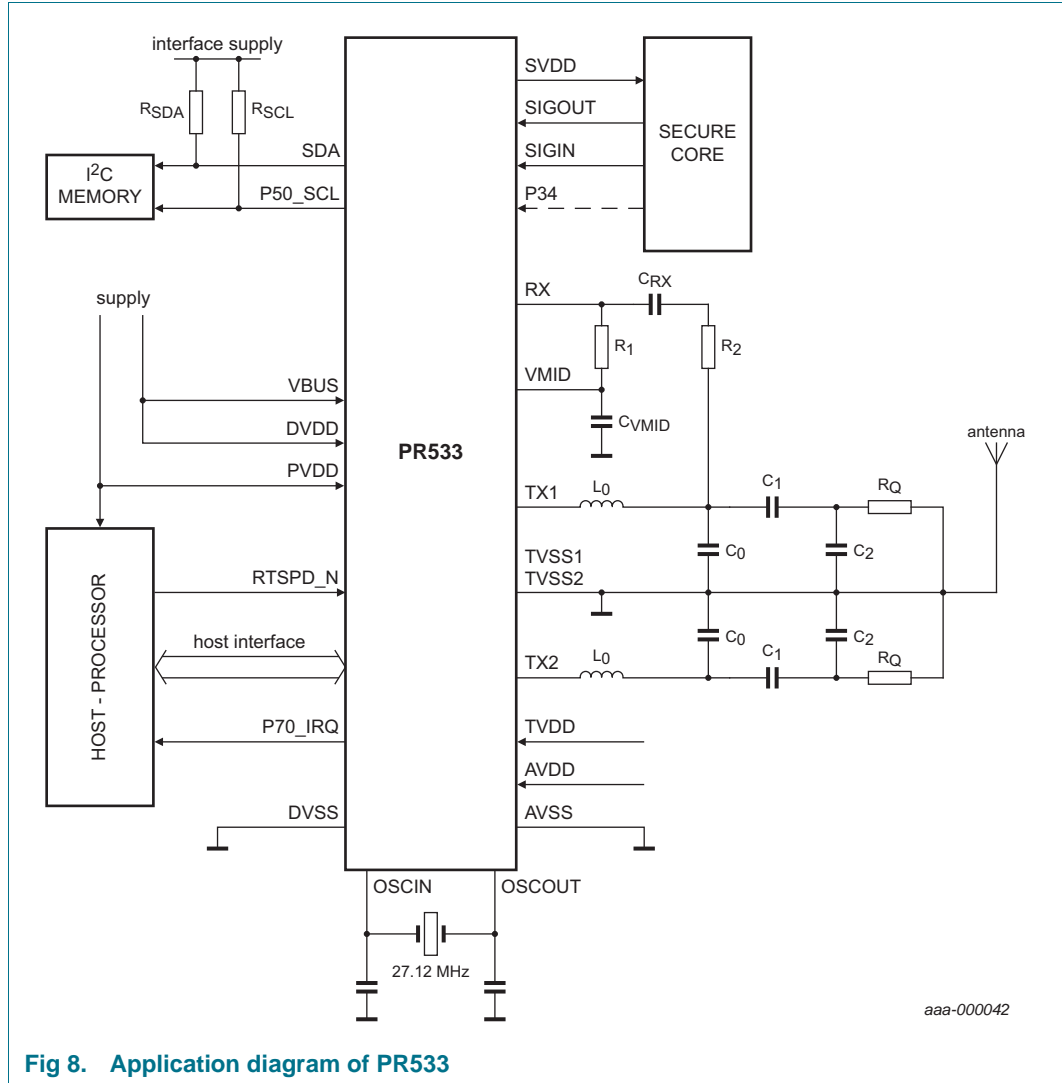 interface supply
RSDA
RSCL
SDA
P50_SCL
I2C
MEMORY
SVDD
SIGOUT
SIGIN
P34
SECURE
CORE
supply
VBUS
DVDD
PVDD
PR533
RX
CRX
R1
R2
VMID
CVMID
antenna
TX1
L0
C1
RQ
C0
C2
TVSS1
TVSS2
C0
C2
TX2
L0
C1
RQ
HOST - PROCESSOR
RTSPD_N
host interface
P70_IRQ
TVDD
AVDD
DVSS
AVSS
OSCIN
OSCOUT
27.12 MHz
aaa-000042
Fig 8. Application diagram of PR533